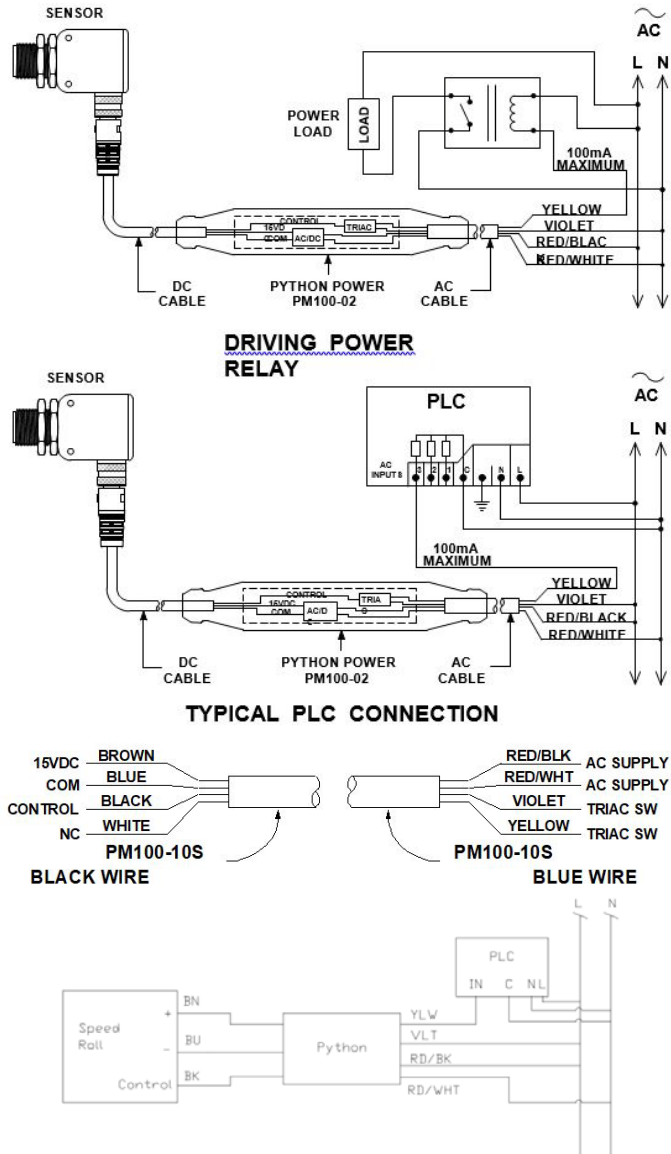 SENSOR
AC
L N
POWER
LOAD
LOAD
100mA
MAXIMUM
YELLOW
VIOLET
RED/BLAC
RED/WHITE
CONTROL
15VD
COM
AC/DC
TRIAC
DC
CABLE
PYTHON POWER
PM100-02
AC
CABLE
DRIVING POWER
RELAY
SENSOR
AC
L N
PLC
AC
INPUTS
3 2 1 C N L
100mA
MAXIMUM
YELLOW
VIOLET
RED/BLACK
RED/WHITE
CONTROL
15VDC
COM
AC/D
C
TRIA
DC
CABLE
PYTHON POWER
PM100-02
AC
CABLE
TYPICAL PLC CONNECTION
15VDC BROWN
COM BLUE
CONTROL BLACK
NC WHITE
PM100-10S
BLACK WIRE
RED/BLK AC SUPPLY
RED/WHT AC SUPPLY
VIOLET TRIAC SW
YELLOW TRIAC SW
PM100-10S
BLUE WIRE
L N
PLC
IN C N L
Speed
Roll
+
–
Control
BN
BU
BK
Python
YLW
VLT
RD/BK
RD/WHT